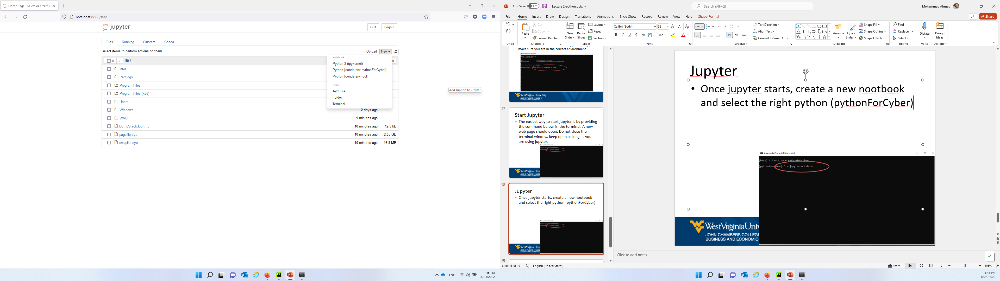 Home Page - Select or create a
localhost:8888/tree
jupyter
Quit
Logout
Files
Running
Clusters
Conda
Select items to perform actions on them.
Upload
New
0
/
Notebook:
Python 3 (ipykernel)
Python [conda env:pythonForCyber]
Python [conda env:root]
Other:
Text File
Folder
Terminal
Intel
PerfLogs
Program Files
Program Files (x86)
Users
Windows
2 days ago
WVU
9 minutes ago
DumpStack.log.tmp
10 minutes ago
12.3 kB
pagefile.sys
10 minutes ago
2.55 GB
swapfile.sys
10 minutes ago
16.8 MB
Add support to jupyter
ENG
1:45 PM
8/24/2022
AutoSave
Off
Lecture 2-python.pptx
Search (Alt+Q)
Mohammad Ahmad
File
Home
Insert
Draw
Design
Transitions
Animations
Slide Show
Record
Review
View
Help
Shape Format
Share
Undo
Paste
Cut
Copy
Format Painter
Clipboard
New Slide
Reuse Slides
Layout
Reset
Section
Slides
Calibri (Body)
32
Font
Text Direction
Align Text
Convert to SmartArt
Paragraph
Arrange
Quick Styles
Shape Fill
Shape Outline
Shape Effects
Drawing
Find
Replace
Select
Editing
Dictate
Voice
Design Ideas
Designer
make sure you are in the correct environment
WestVirginiaUniversity.
JOHN CHAMBERS COLLEGE OF
BUSINESS AND ECONOMICS
17
Start Jupyter
• The easiest way to start jupyter is by providing
the command below, in the terminal. A new
web page should open. Do not close the
terminal window, keep open as long as you
are using jupyter.
18
Jupyter
• Once jupyter starts, create a new nootbook
and select the right python (pythonForCyber)
19
Jupyter
• Once jupyter starts, create a new nootbook
and select the right python (pythonForCyber)
Anaconda Prompt (Miniconda3)
(base) C:\>activate pythonforcyber
(pythonforcyber) C:\>jupyter notebook
WestVirginiaUni
JOHN CHAMBERS COLLEGE
BUSINESS AND ECONOMIC
Click to add notes
Slide 18 of 19
English (United States)
Notes
105%
1:45 PM
8/24/2022